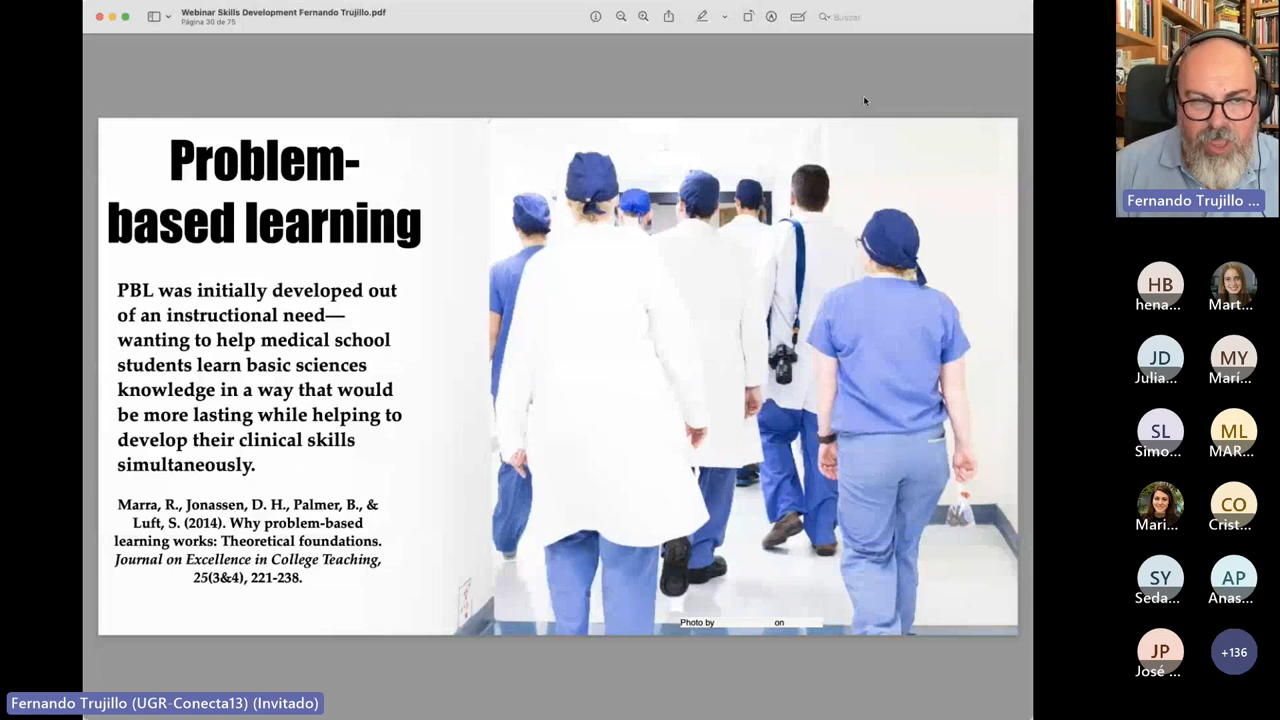 Webinar Skills Development Fernando Trujillo.pdf
Página 30 de 75
Buscar
Problem-
based learning
PBL was initially developed out
of an instructional need—
wanting to help medical school
students learn basic sciences
knowledge in a way that would
be more lasting while helping to
develop their clinical skills
simultaneously.
Marra, R., Jonassen, D. H., Palmer, B., &
Luft, S. (2014). Why problem-based
learning works: Theoretical foundations.
Journal on Excellence in College Teaching,
25(3&4), 221-238.
Photo by on
Fernando Trujillo ...
HB
hena...
Mart...
JD
Julia...
MY
Marí...
SL
Simo...
ML
MAR...
Mari...
CO
Crist...
SY
Seda...
AP
Anas...
JP
José ...
+136
Fernando Trujillo (UGR-Conecta13) (Invitado)